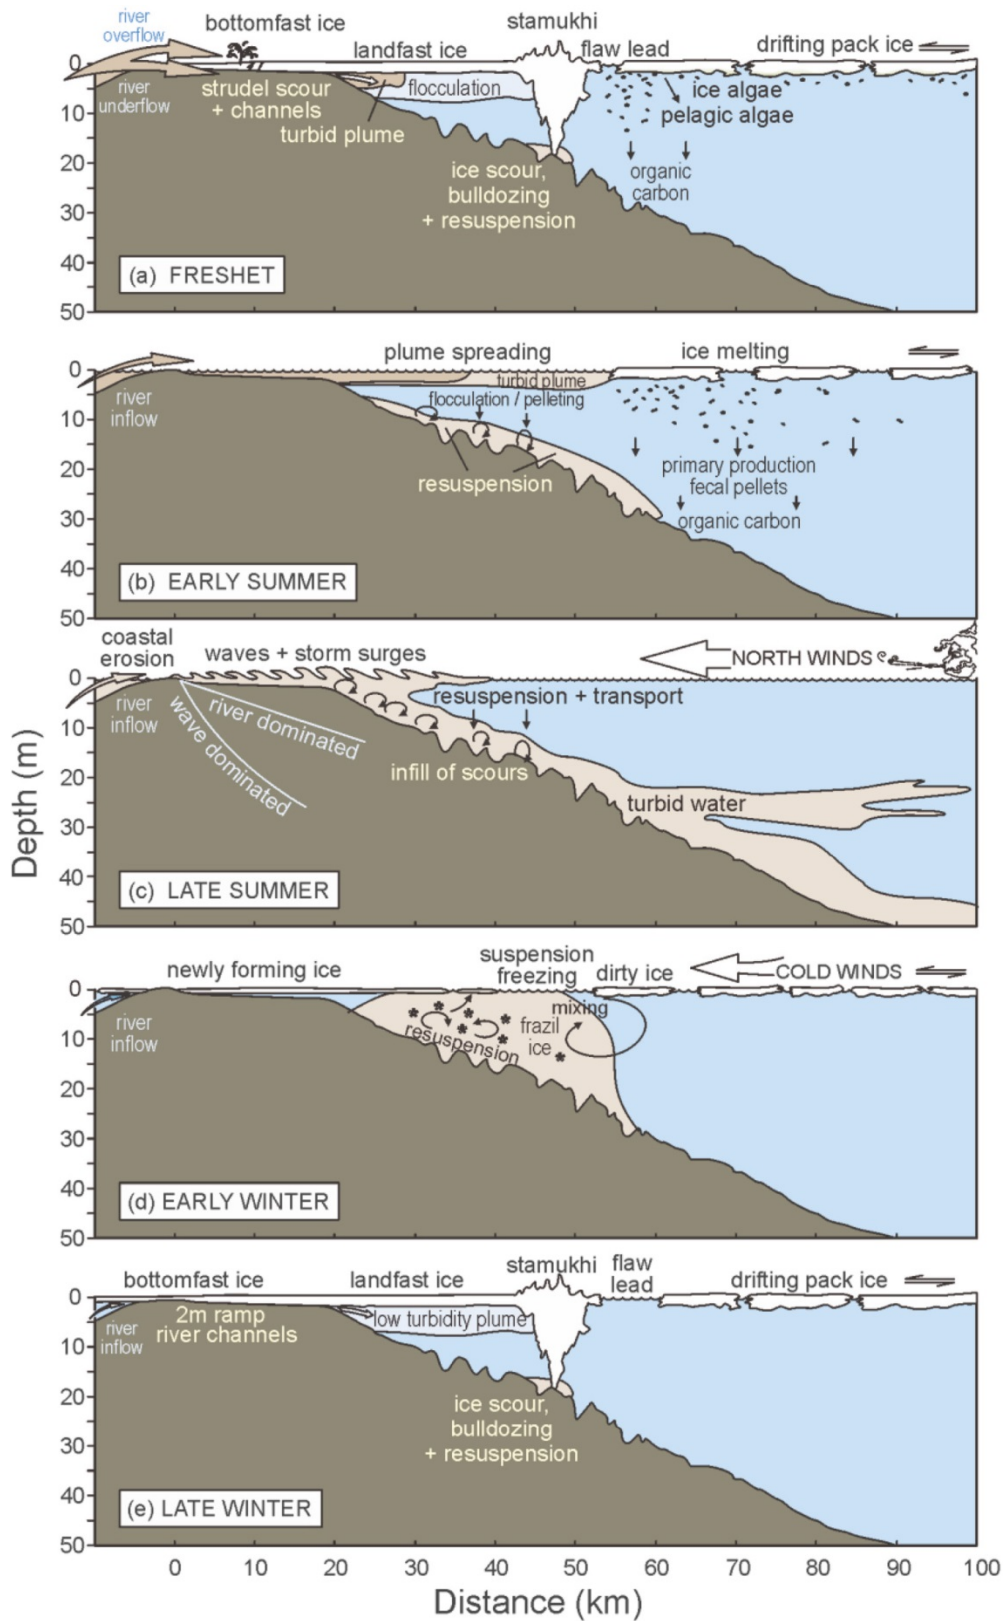 river
overflow
bottomfast ice
stamukhi
landfast ice
flaw lead
drifting pack ice
0
river
underflow
strudel scour
+ channels
turbid plume
flocculation
ice algae
pelagic algae
10
20
ice scour,
bulldozing
+ resuspension
organic
carbon
30
40
(a) FRESHET
50
plume spreading
ice melting
0
river
inflow
turbid plume
flocculation / pelleting
10
20
resuspension
primary production
fecal pellets
30
organic carbon
40
(b) EARLY SUMMER
50
coastal
erosion
waves + storm surges
NORTH WINDS
0
river
inflow
river dominated
wave dominated
resuspension + transport
10
infill of scours
20
turbid water
30
40
(c) LATE SUMMER
50
Depth (m)
newly forming ice
suspension
freezing
dirty ice
COLD WINDS
0
river
inflow
mixing
frazil
ice
resuspension
10
20
30
40
(d) EARLY WINTER
50
bottomfast ice
landfast ice
stamukhi
flaw
lead
drifting pack ice
0
river
inflow
2m ramp
river channels
low turbidity plume
10
20
ice scour,
bulldozing
+ resuspension
30
40
(e) LATE WINTER
50
0 10 20 30 40 50 60 70 80 90 100
Distance (km)